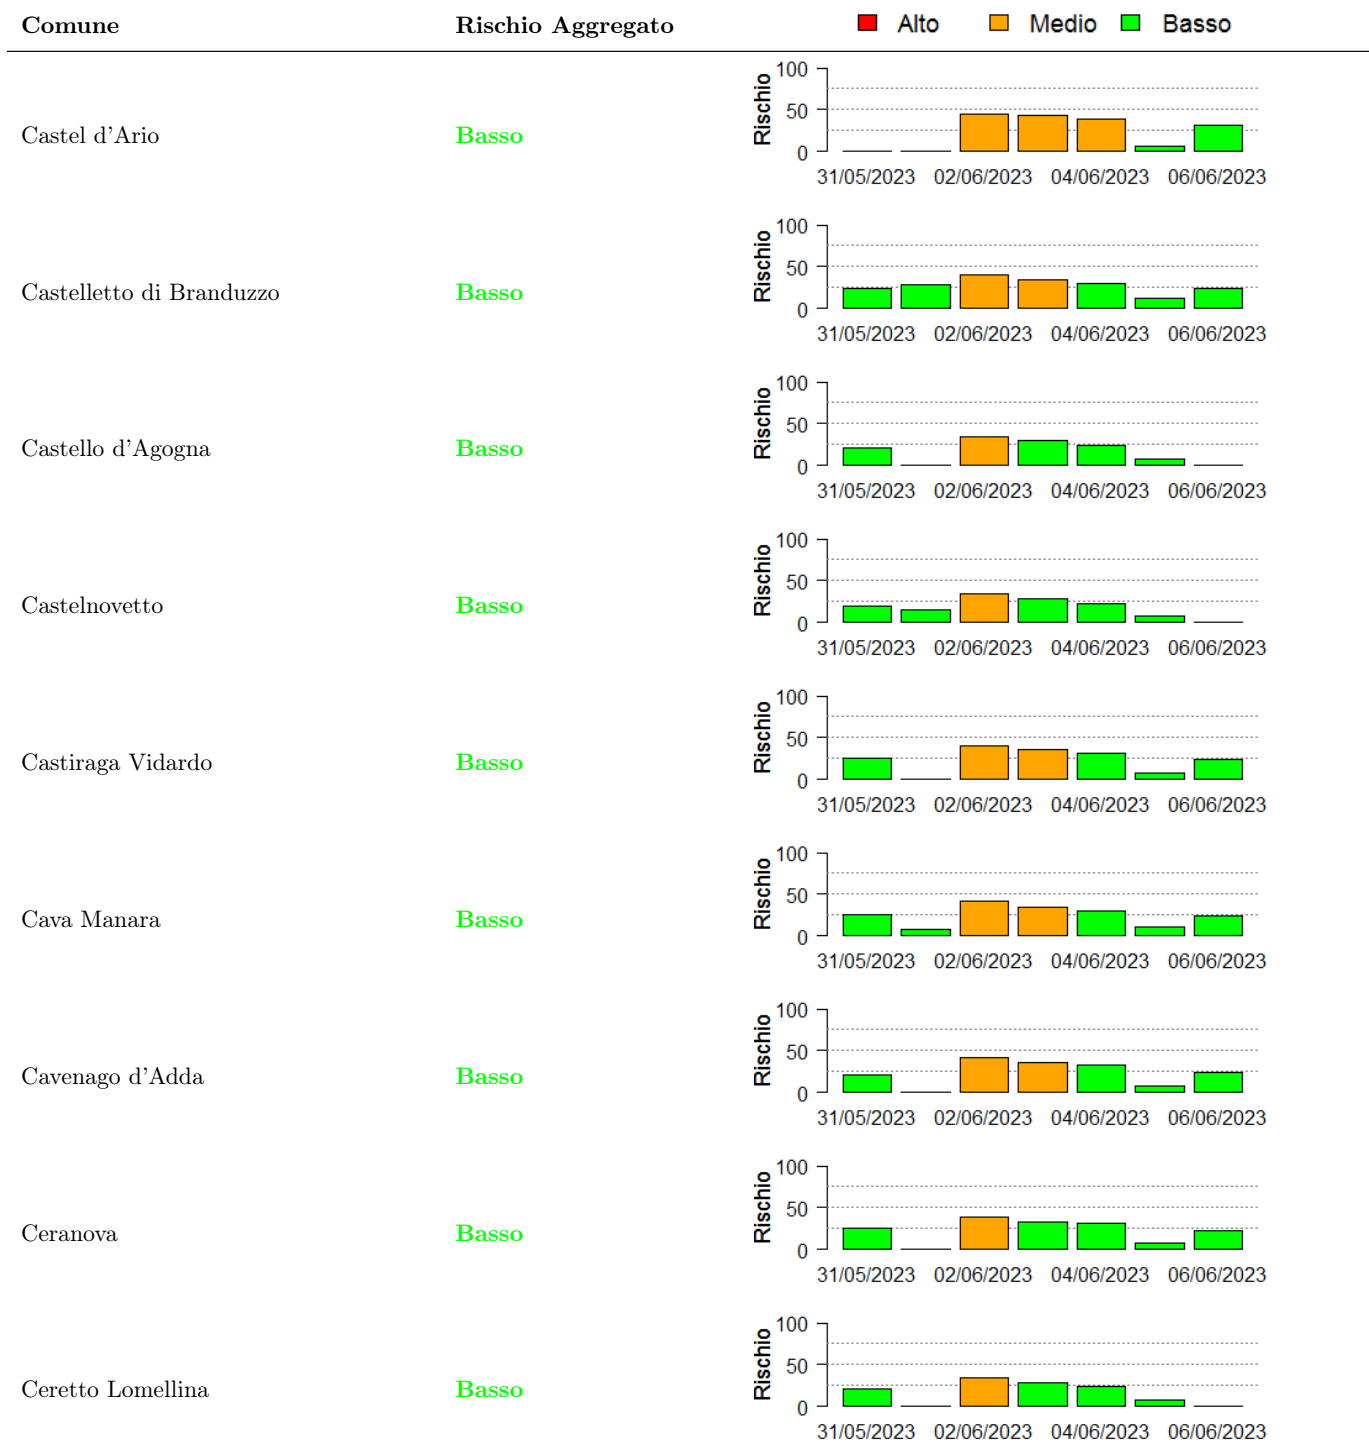 Comune Rischio Aggregato Alto Medio Basso
100
50
0
Rischio
Castel d'Ario Basso
31/05/2023 02/06/2023 04/06/2023 06/06/2023
100
50
0
Rischio
Castelletto di Branduzzo Basso
31/05/2023 02/06/2023 04/06/2023 06/06/2023
100
50
0
Rischio
Castello d'Agogna Basso
31/05/2023 02/06/2023 04/06/2023 06/06/2023
100
50
0
Rischio
Castelnovetto Basso
31/05/2023 02/06/2023 04/06/2023 06/06/2023
100
50
0
Rischio
Castiraga Vidardo Basso
31/05/2023 02/06/2023 04/06/2023 06/06/2023
100
50
0
Rischio
Cava Manara Basso
31/05/2023 02/06/2023 04/06/2023 06/06/2023
100
50
0
Rischio
Cavenago d'Adda Basso
31/05/2023 02/06/2023 04/06/2023 06/06/2023
100
50
0
Rischio
Ceranova Basso
31/05/2023 02/06/2023 04/06/2023 06/06/2023
100
50
0
Rischio
Ceretto Lomellina Basso
31/05/2023 02/06/2023 04/06/2023 06/06/2023